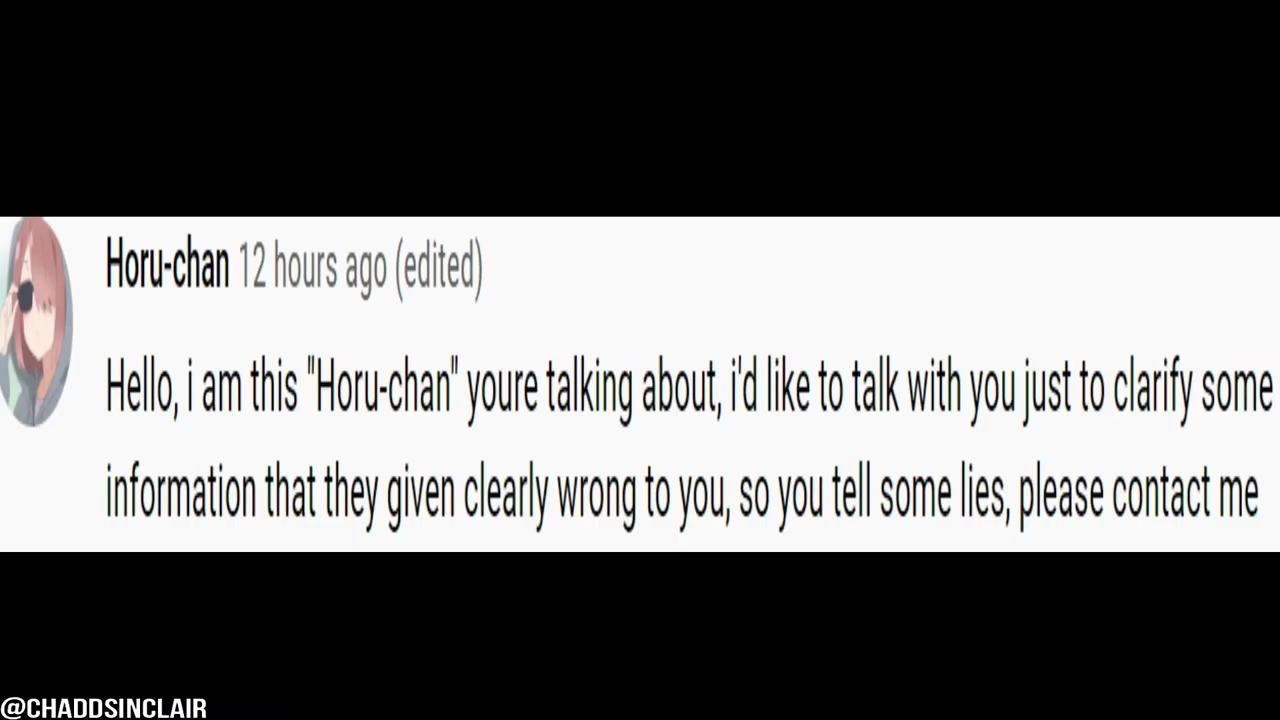 Horu-chan 12 hours ago (edited)
Hello, i am this "Horu-chan" youre talking about, i'd like to talk with you just to clarify some
information that they given clearly wrong to you, so you tell some lies, please contact me
@CHADDSINCLAIR